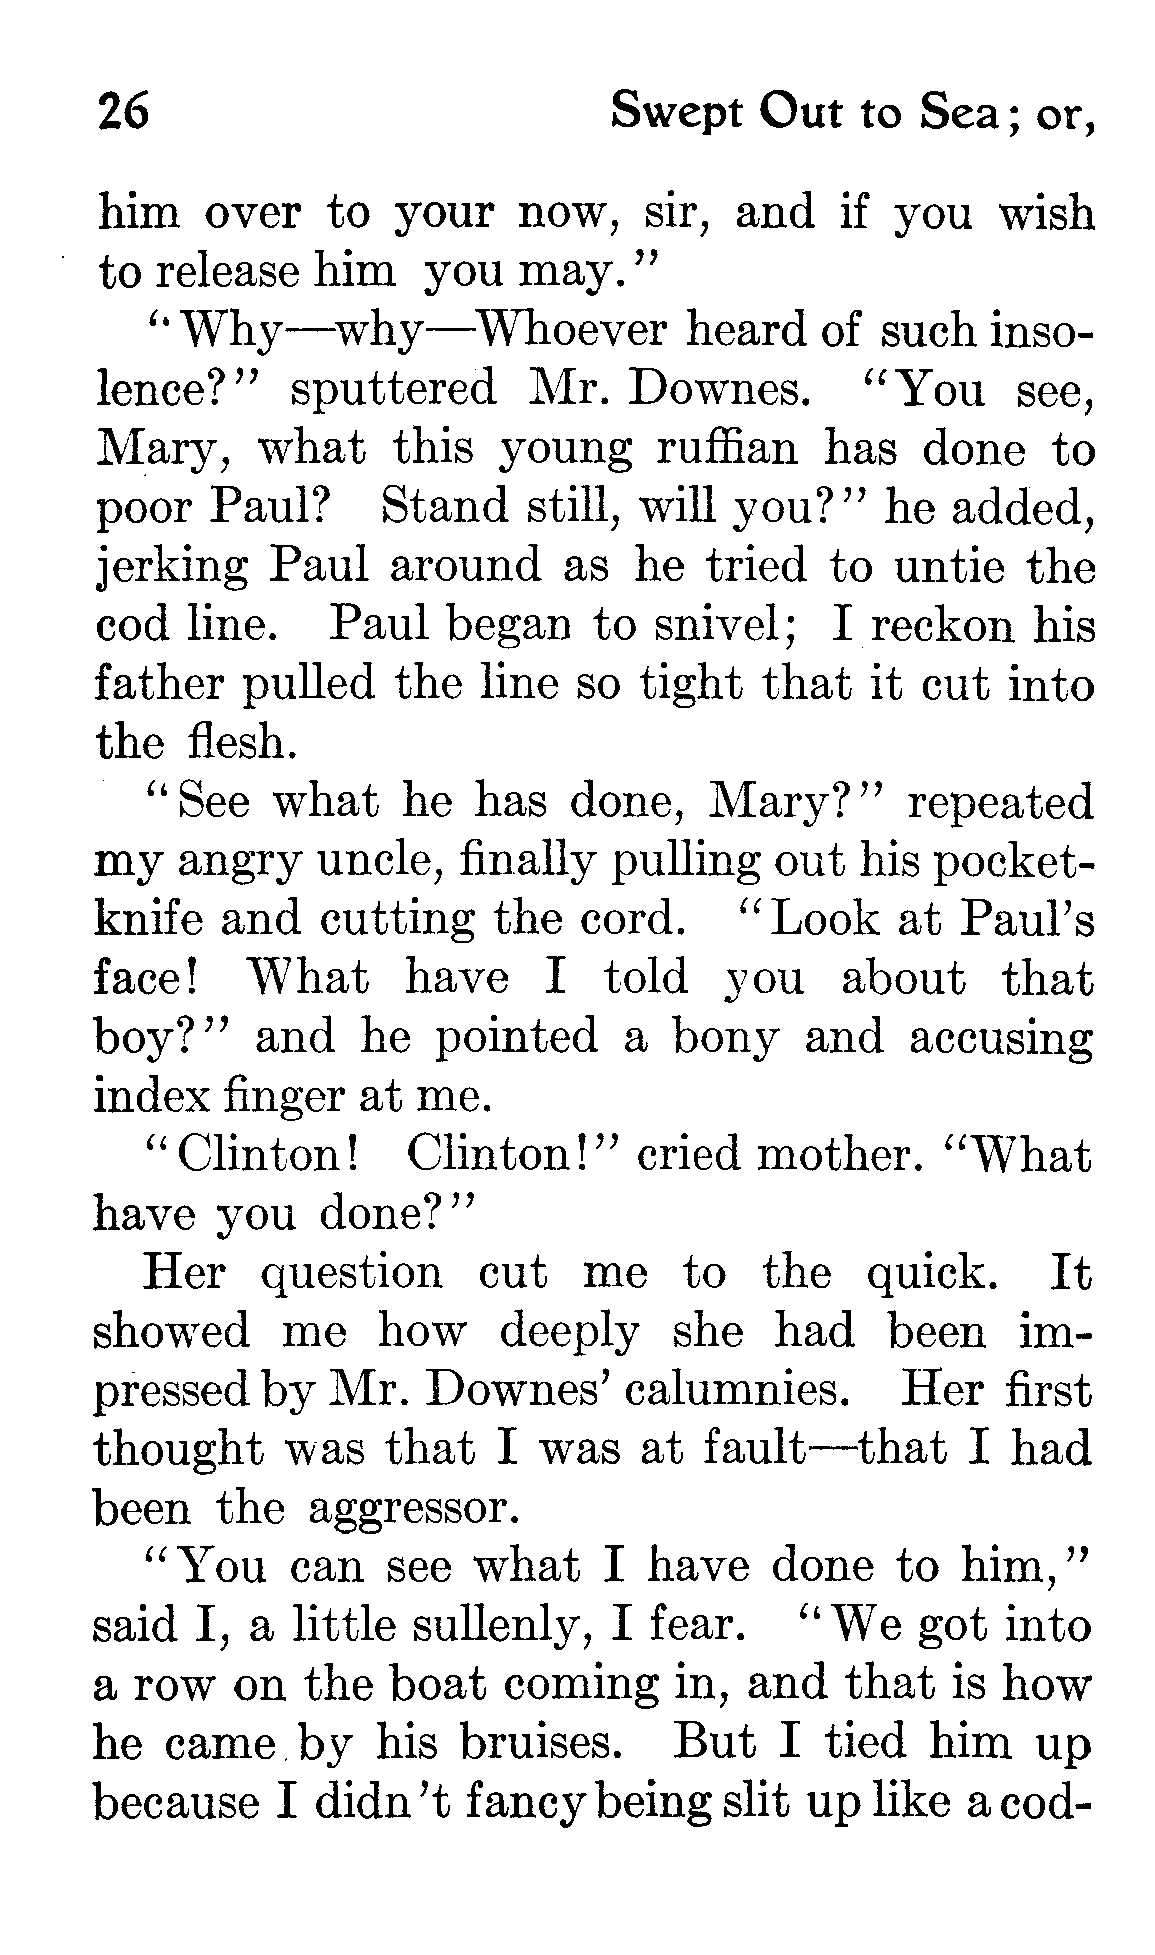 26 Swept Out to Sea; or,
him over to your now, sir, and if you wish
to release him you may."
"Why—why—Whoever heard of such inso-
lence?" sputtered Mr. Downes. "You see,
Mary, what this young ruffian has done to
poor Paul? Stand still, will you?" he added,
jerking Paul around as he tried to untie the
cod line. Paul began to snivel; I reckon his
father pulled the line so tight that it cut into
the flesh.
"See what he has done, Mary?" repeated
my angry uncle, finally pulling out his pocket-
knife and cutting the cord. "Look at Paul's
face! What have I told you about that
boy?" and he pointed a bony and accusing
index finger at me.
"Clinton! Clinton!" cried mother. "What
have you done?"
Her question cut me to the quick. It
showed me how deeply she had been im-
pressed by Mr. Downes' calumnies. Her first
thought was that I was at fault—that I had
been the aggressor.
"You can see what I have done to him,"
said I, a little sullenly, I fear. "We got into
a row on the boat coming in, and that is how
he came by his bruises. But I tied him up
because I didn't fancy being slit up like a cod-